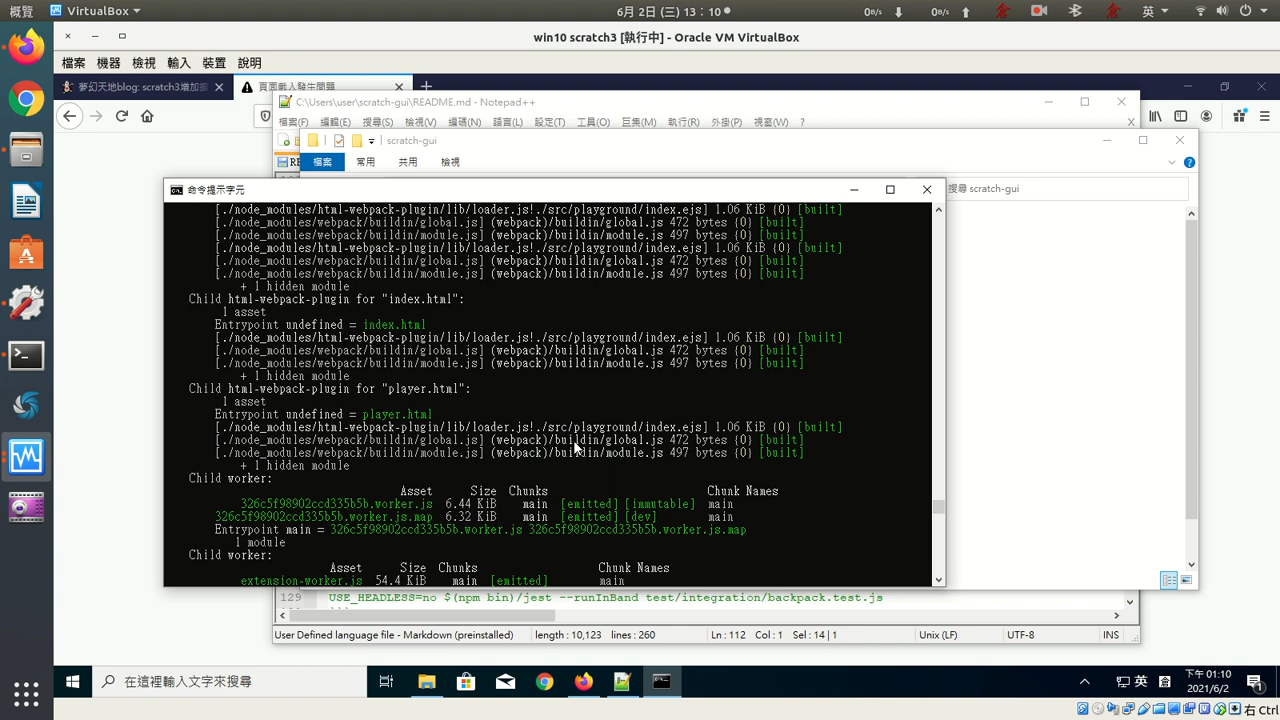 概覽
VirtualBox
6月 2日 (三) 13：10
0B/s
0B/s
英
win10 scratch3 [執行中] - Oracle VM VirtualBox
檔案 機器 檢視 輸入 裝置 說明
夢幻天地blog: scratch3增加擴
頁面載入發生問題
C:\Users\user\scratch-gui\README.md - Notepad++
檔案(F) 編輯(E) 搜尋(S) 檢視(V) 編碼(N) 語言(L) 設定(T) 工具(O) 巨集(M) 執行(R) 外掛(P) 視窗(W) ?
scratch-gui
RE
檔案 常用 共用 檢視
搜尋 scratch-gui
命令提示字元
[./node_modules/html-webpack-plugin/lib/loader.js!./src/playground/index.ejs] 1.06 KiB {0} [built]
[./node_modules/webpack/buildin/global.js] (webpack)/buildin/global.js 472 bytes {0} [built]
[./node_modules/webpack/buildin/module.js] (webpack)/buildin/module.js 497 bytes {0} [built]
[./node_modules/html-webpack-plugin/lib/loader.js!./src/playground/index.ejs] 1.06 KiB {0} [built]
[./node_modules/webpack/buildin/global.js] (webpack)/buildin/global.js 472 bytes {0} [built]
[./node_modules/webpack/buildin/module.js] (webpack)/buildin/module.js 497 bytes {0} [built]
+ 1 hidden module
Child html-webpack-plugin for "index.html":
1 asset
Entrypoint undefined = index.html
[./node_modules/html-webpack-plugin/lib/loader.js!./src/playground/index.ejs] 1.06 KiB {0} [built]
[./node_modules/webpack/buildin/global.js] (webpack)/buildin/global.js 472 bytes {0} [built]
[./node_modules/webpack/buildin/module.js] (webpack)/buildin/module.js 497 bytes {0} [built]
+ 1 hidden module
Child html-webpack-plugin for "player.html":
1 asset
Entrypoint undefined = player.html
[./node_modules/html-webpack-plugin/lib/loader.js!./src/playground/index.ejs] 1.06 KiB {0} [built]
[./node_modules/webpack/buildin/global.js] (webpack)/buildin/global.js 472 bytes {0} [built]
[./node_modules/webpack/buildin/module.js] (webpack)/buildin/module.js 497 bytes {0} [built]
+ 1 hidden module
Child worker:
Asset Size Chunks Chunk Names
326c5f98902ccd335b5b.worker.js 6.44 KiB main [emitted] [immutable] main
326c5f98902ccd335b5b.worker.js.map 6.32 KiB main [emitted] [dev] main
Entrypoint main = 326c5f98902ccd335b5b.worker.js 326c5f98902ccd335b5b.worker.js.map
1 module
Child worker:
Asset Size Chunks Chunk Names
extension-worker.js 54.4 KiB main [emitted] main
129 USE_HEADLESS=no $(npm bin)/jest --runInBand test/integration/backpack.test.js
User Defined language file - Markdown (preinstalled) length : 10,123 lines : 260 Ln : 112 Col : 1 Sel : 14 | 1 Unix (LF) UTF-8 INS
在這裡輸入文字來搜尋
英
下午 01:10
2021/6/2
右 Ctrl